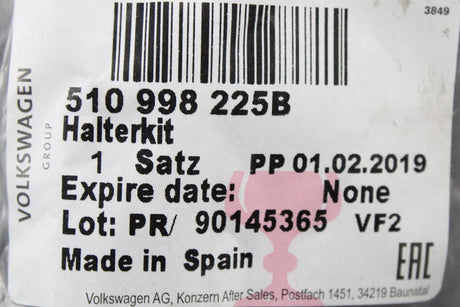 3849
VOLKSWAGEN
GROUP
510 998 225B
Halterkit
1 Satz PP 01.02.2019
Expire date: None
Lot: PR/ 90145365 VF2
Made in Spain EAC
Volkswagen AG, Konzern After Sales, Postfach 1451, 34219 Baunatal